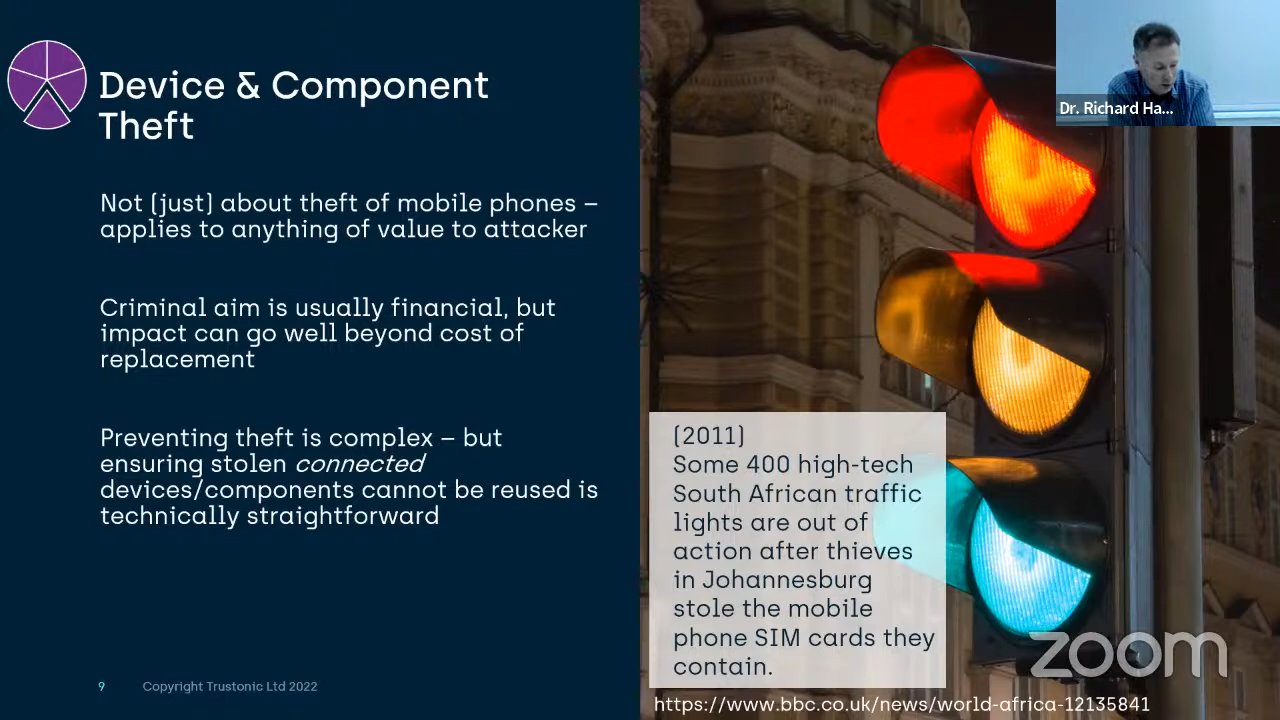 Device & Component
Theft
Not (just) about theft of mobile phones –
applies to anything of value to attacker
Criminal aim is usually financial, but
impact can go well beyond cost of
replacement
Preventing theft is complex – but
ensuring stolen connected
devices/components cannot be reused is
technically straightforward
9
Copyright Trustonic Ltd 2022
Dr. Richard Ha...
(2011)
Some 400 high-tech
South African traffic
lights are out of
action after thieves
in Johannesburg
stole the mobile
phone SIM cards they
contain.
zoom
https://www.bbc.co.uk/news/world-africa-12135841